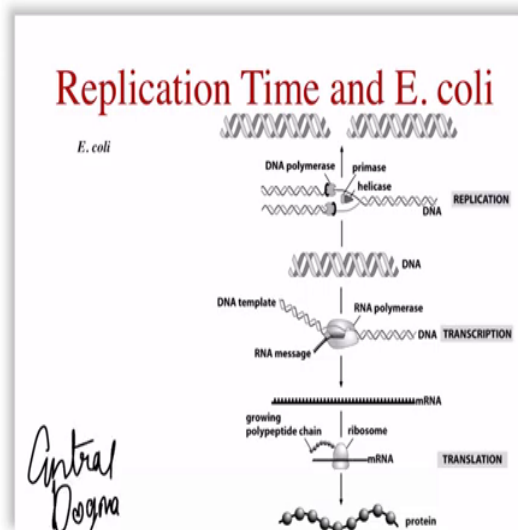 Replication Time and E. coli
E. coli
DNA polymerase
primase
helicase
DNA
REPLICATION
DNA
DNA template
RNA polymerase
DNA
TRANSCRIPTION
RNA message
mRNA
growing
polypeptide chain
ribosome
mRNA
TRANSLATION
protein
Central
Dogma